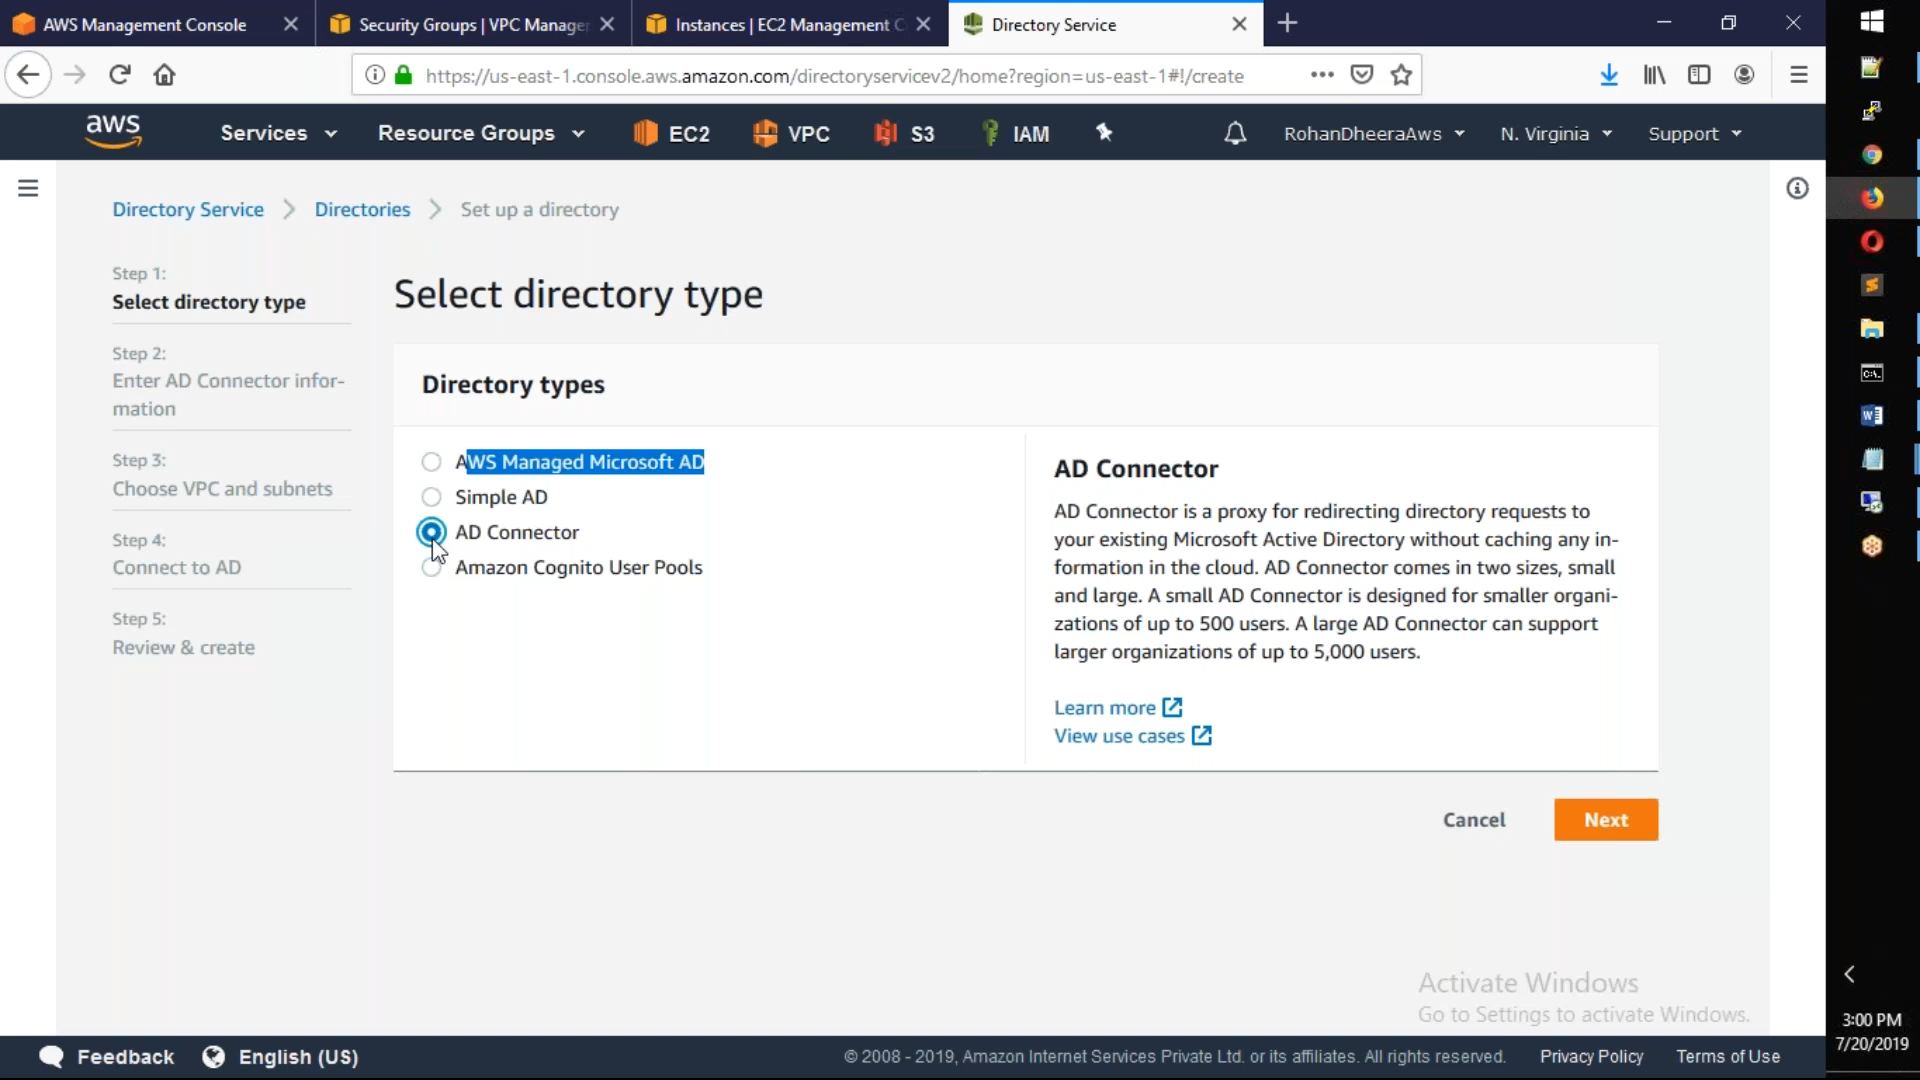 AWS Management Console
Security Groups | VPC Manage
Instances | EC2 Management C
Directory Service
https://us-east-1.console.aws.amazon.com/directoryservicev2/home?region=us-east-1#!/create
aws
Services
Resource Groups
EC2
VPC
S3
IAM
RohanDheeraAws
N. Virginia
Support
Directory Service
Directories
Set up a directory
Step 1:
Select directory type
Step 2:
Enter AD Connector infor-
mation
Step 3:
Choose VPC and subnets
Step 4:
Connect to AD
Step 5:
Review & create
Select directory type
Directory types
AWS Managed Microsoft AD
Simple AD
AD Connector
Amazon Cognito User Pools
AD Connector
AD Connector is a proxy for redirecting directory requests to
your existing Microsoft Active Directory without caching any in-
formation in the cloud. AD Connector comes in two sizes, small
and large. A small AD Connector is designed for smaller organi-
zations of up to 500 users. A large AD Connector can support
larger organizations of up to 5,000 users.
Learn more
View use cases
Cancel
Next
Activate Windows
Go to Settings to activate Windows.
3:00 PM
7/20/2019
Feedback
English (US)
© 2008 - 2019, Amazon Internet Services Private Ltd. or its affiliates. All rights reserved.
Privacy Policy
Terms of Use